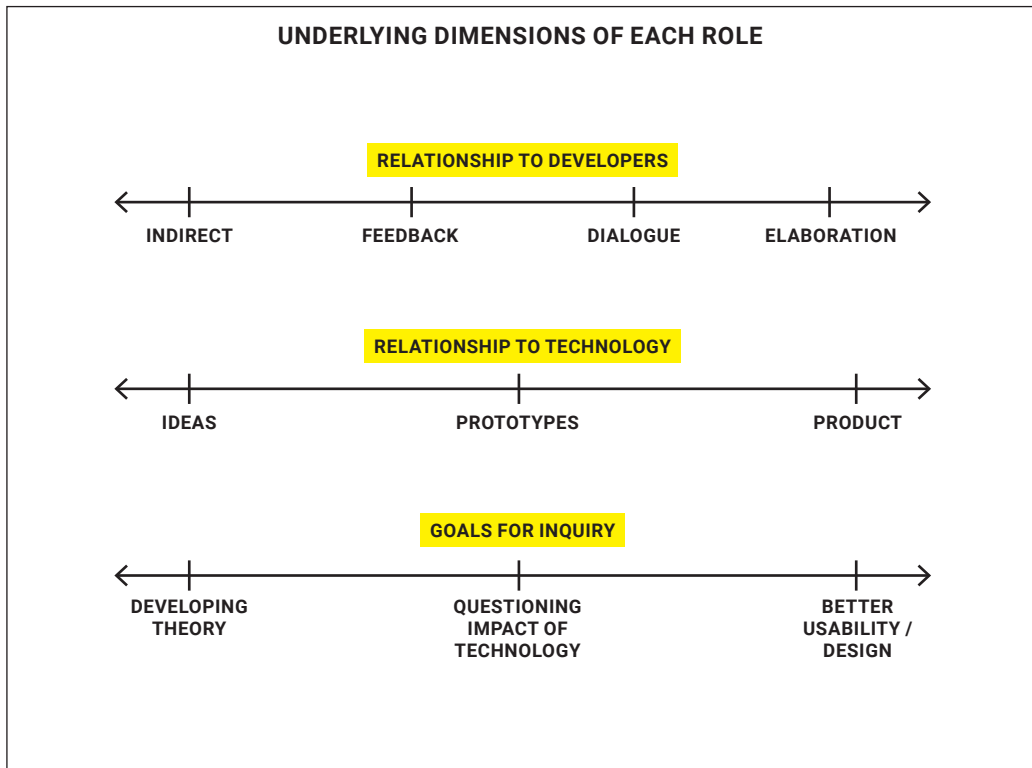 UNDERLYING DIMENSIONS OF EACH ROLE
RELATIONSHIP TO DEVELOPERS
INDIRECT FEEDBACK DIALOGUE ELABORATION
RELATIONSHIP TO TECHNOLOGY
IDEAS PROTOTYPES PRODUCT
GOALS FOR INQUIRY
DEVELOPING
THEORY
QUESTIONING
IMPACT OF
TECHNOLOGY
BETTER
USABILITY /
DESIGN